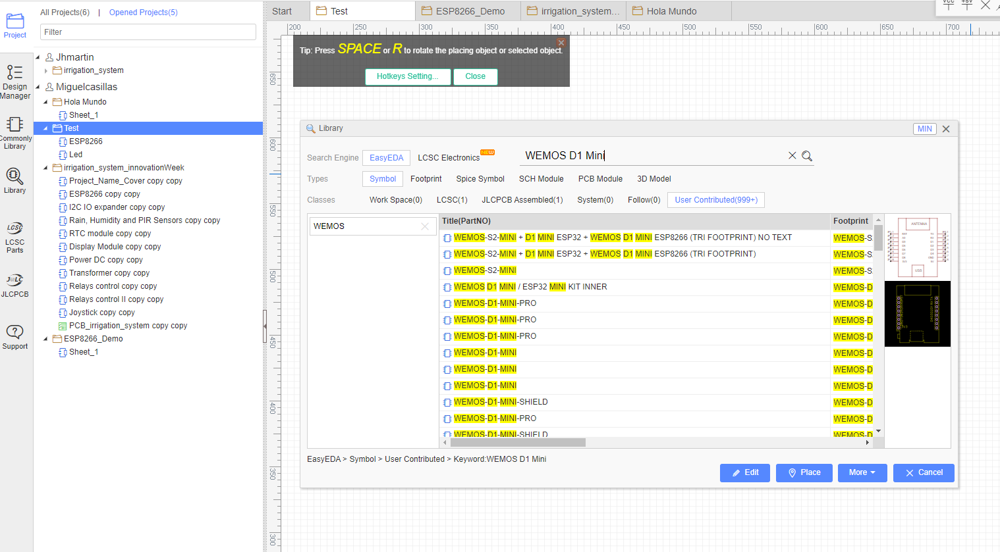 Project
Design
Manager
Commonly
Library
Library
LCSC
LCSC
Parts
JLCPCB
Support
All Projects(6) | Opened Projects(5)
Filter
Jhmartin
irrigation_system
Miguelcasillas
Hola Mundo
Sheet_1
Test
ESP8266
Led
irrigation_system_innovationWeek
Project_Name_Cover copy copy
ESP8266 copy copy
I2C IO expander copy copy
Rain, Humidity and PIR Sensors copy copy
RTC module copy copy
Display Module copy copy
Power DC copy copy
Transformer copy copy
Relays control copy copy
Relays control II copy copy
Joystick copy copy
PCB_irrigation_system copy copy
ESP8266_Demo
Sheet_1
Start Test ESP8266_Demo irrigation_system... Hola Mundo
VCC +5V
200 250 300 350 400 450 500 550 600 650 700
650
600
550
500
450
400
350
300
Tip: Press SPACE or R to rotate the placing object or selected object.
Hotkeys Setting... Close
Library MIN
Search Engine EasyEDA LCSC Electronics NEW WEMOS D1 Mini
Types Symbol Footprint Spice Symbol SCH Module PCB Module 3D Model
Classes Work Space(0) LCSC(1) JLCPCB Assembled(1) System(0) Follow(0) User Contributed(999+)
WEMOS
Title(PartNO) Footprint
WEMOS-S2-MINI + D1 MINI ESP32 + WEMOS D1 MINI ESP8266 (TRI FOOTPRINT) NO TEXT WEMOS-S2
WEMOS-S2-MINI + D1 MINI ESP32 + WEMOS D1 MINI ESP8266 (TRI FOOTPRINT) WEMOS-S2
WEMOS-S2-MINI WEMOS-S2
WEMOS D1 MINI / ESP32 MINI KIT INNER WEMOS-D
WEMOS-D1-MINI-PRO WEMOS-D
WEMOS-D1-MINI-PRO WEMOS-D
WEMOS-D1-MINI-PRO WEMOS-D
WEMOS-D1-MINI WEMOS-D
WEMOS-D1-MINI WEMOS-D
WEMOS-D1-MINI WEMOS-D
WEMOS-D1-MINI-SHIELD WEMOS-D
WEMOS-D1-MINI-PRO WEMOS-D
WEMOS-D1-MINI-SHIELD WEMOS-D
ANTENNA
USB
EasyEDA > Symbol > User Contributed > Keyword:WEMOS D1 Mini
Edit Place More Cancel